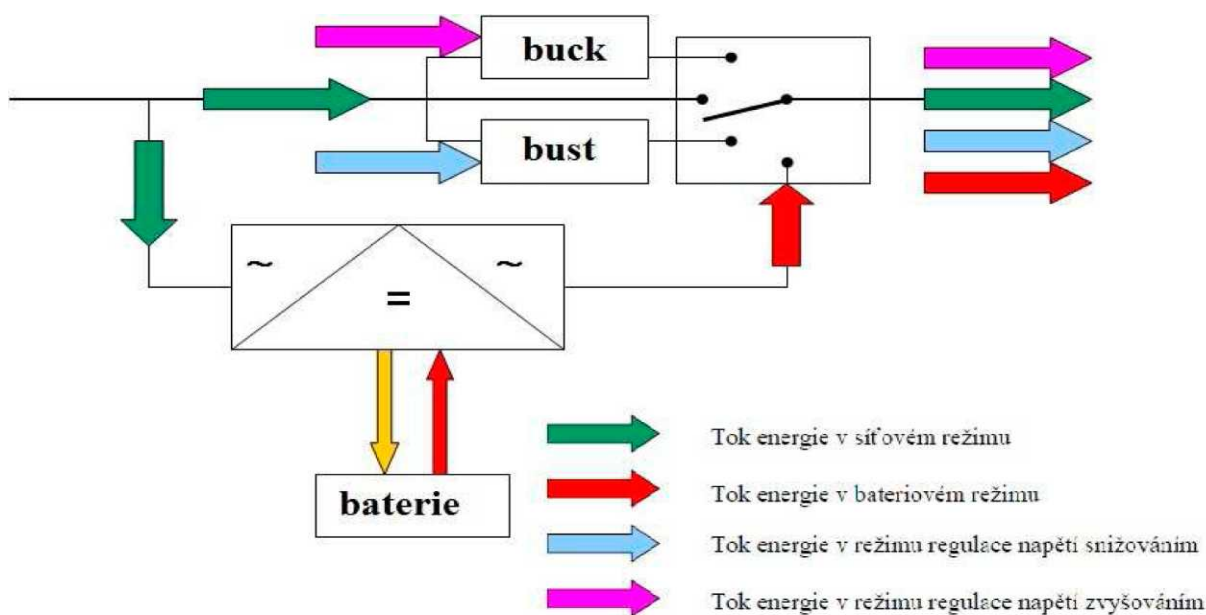 buck
bust
~
~
=
baterie
Tok energie v síťovém režimu
Tok energie v bateriovém režimu
Tok energie v režimu regulace napětí snižováním
Tok energie v režimu regulace napětí zvyšováním